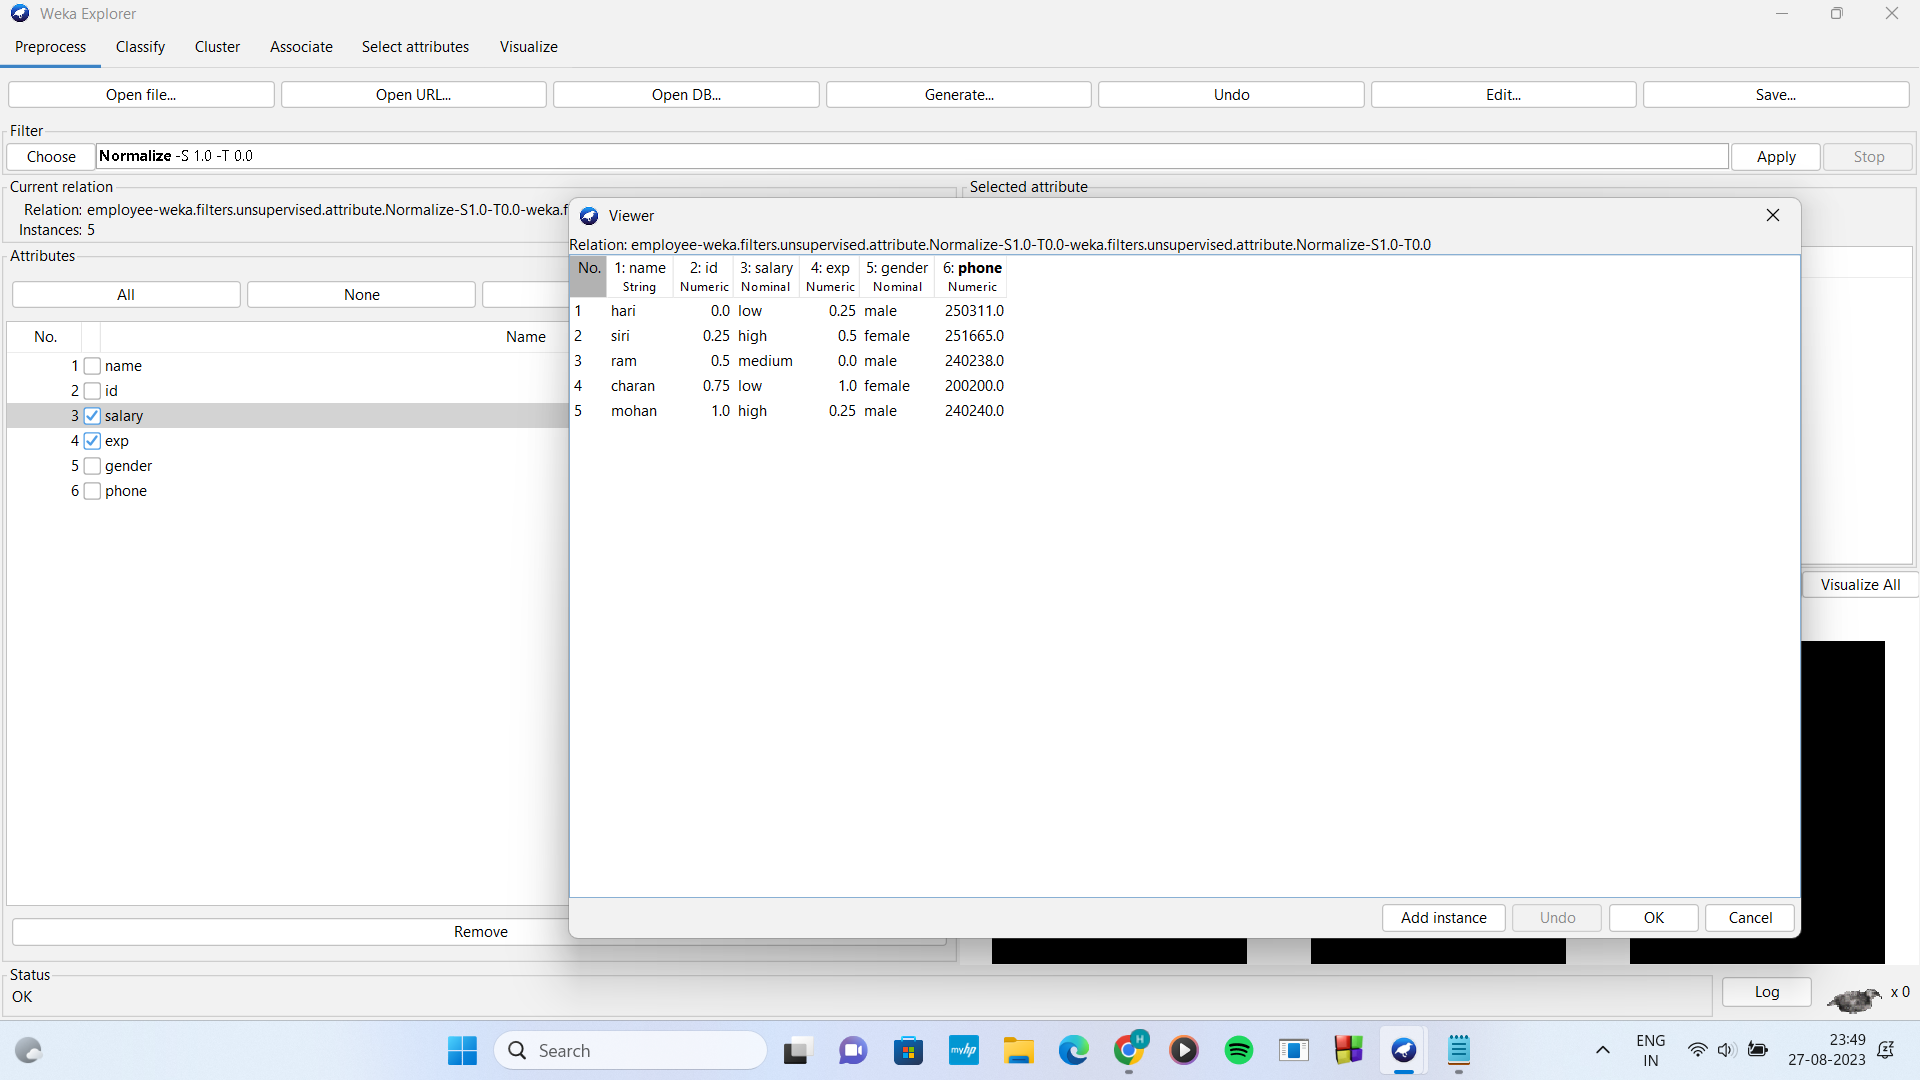 Weka Explorer
Preprocess Classify Cluster Associate Select attributes Visualize
Open file... Open URL... Open DB... Generate... Undo Edit... Save...
Filter
Choose Normalize -S 1.0 -T 0.0 Apply Stop
Current relation
Relation: employee-weka.filters.unsupervised.attribute.Normalize-S1.0-T0.0-weka.f
Instances: 5
Selected attribute
Attributes
All None
No. Name
1 name
2 id
3 salary
4 exp
5 gender
6 phone
Remove
Viewer
Relation: employee-weka.filters.unsupervised.attribute.Normalize-S1.0-T0.0-weka.filters.unsupervised.attribute.Normalize-S1.0-T0.0
No. 1: name 2: id 3: salary 4: exp 5: gender 6: phone
String Numeric Nominal Numeric Nominal Numeric
1 hari 0.0 low 0.25 male 250311.0
2 siri 0.25 high 0.5 female 251665.0
3 ram 0.5 medium 0.0 male 240238.0
4 charan 0.75 low 1.0 female 200200.0
5 mohan 1.0 high 0.25 male 240240.0
Add instance Undo OK Cancel
Visualize All
Status
OK
Log x 0
Search
myhp
H
ENG
IN
23:49
27-08-2023